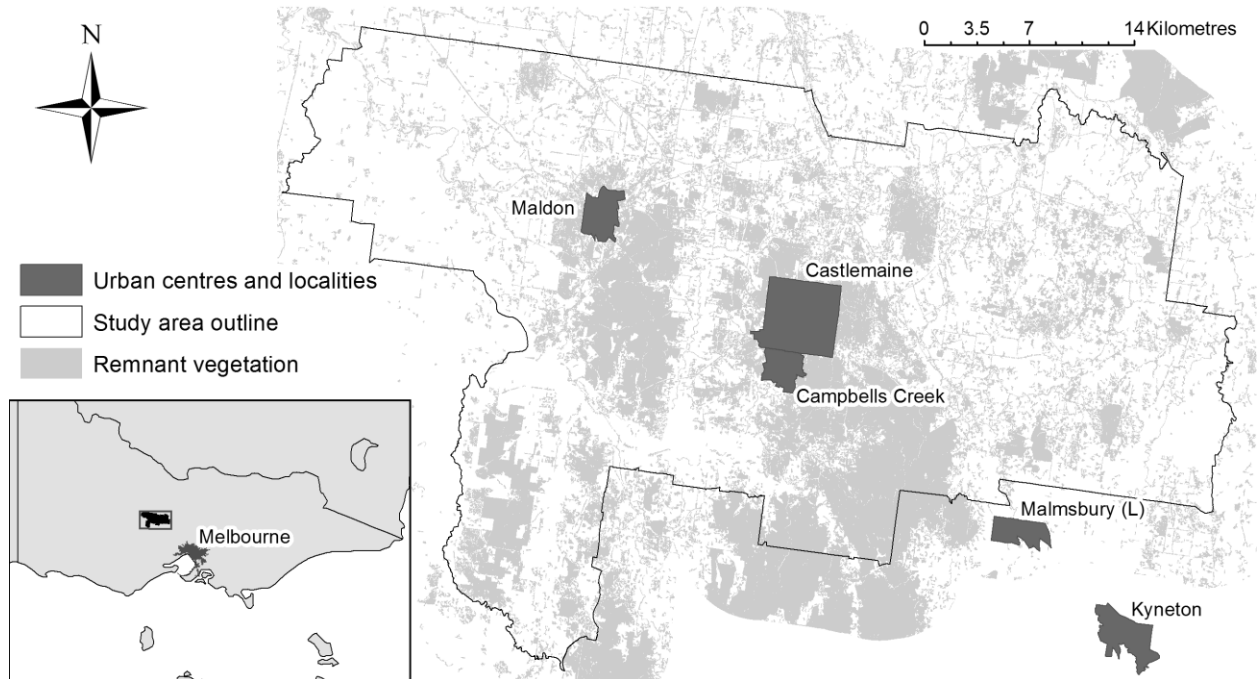 N
0 3.5 7 14 Kilometres
Maldon
Castlemaine
Urban centres and localities
Study area outline
Remnant vegetation
Campbells Creek
Malmsbury (L)
Melbourne
Kyneton